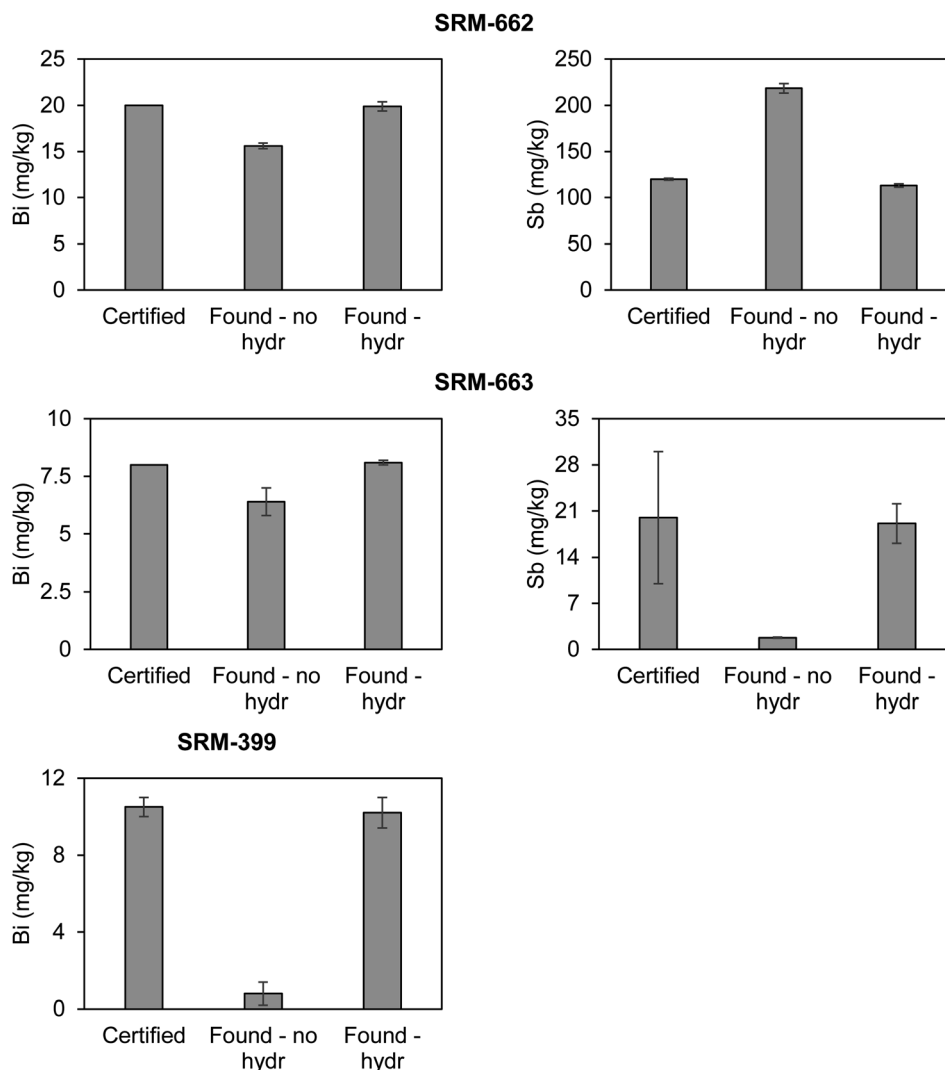 SRM-662
25
20
15
10
5
0
Bi (mg/kg)
Certified
Found - no
hydr
Found -
hydr
250
200
150
100
50
0
Sb (mg/kg)
Certified
Found - no
hydr
Found -
hydr
SRM-663
10
7.5
5
2.5
0
Bi (mg/kg)
Certified
Found - no
hydr
Found -
hydr
35
28
21
14
7
0
Sb (mg/kg)
Certified
Found - no
hydr
Found -
hydr
SRM-399
12
8
4
0
Bi (mg/kg)
Certified
Found - no
hydr
Found -
hydr